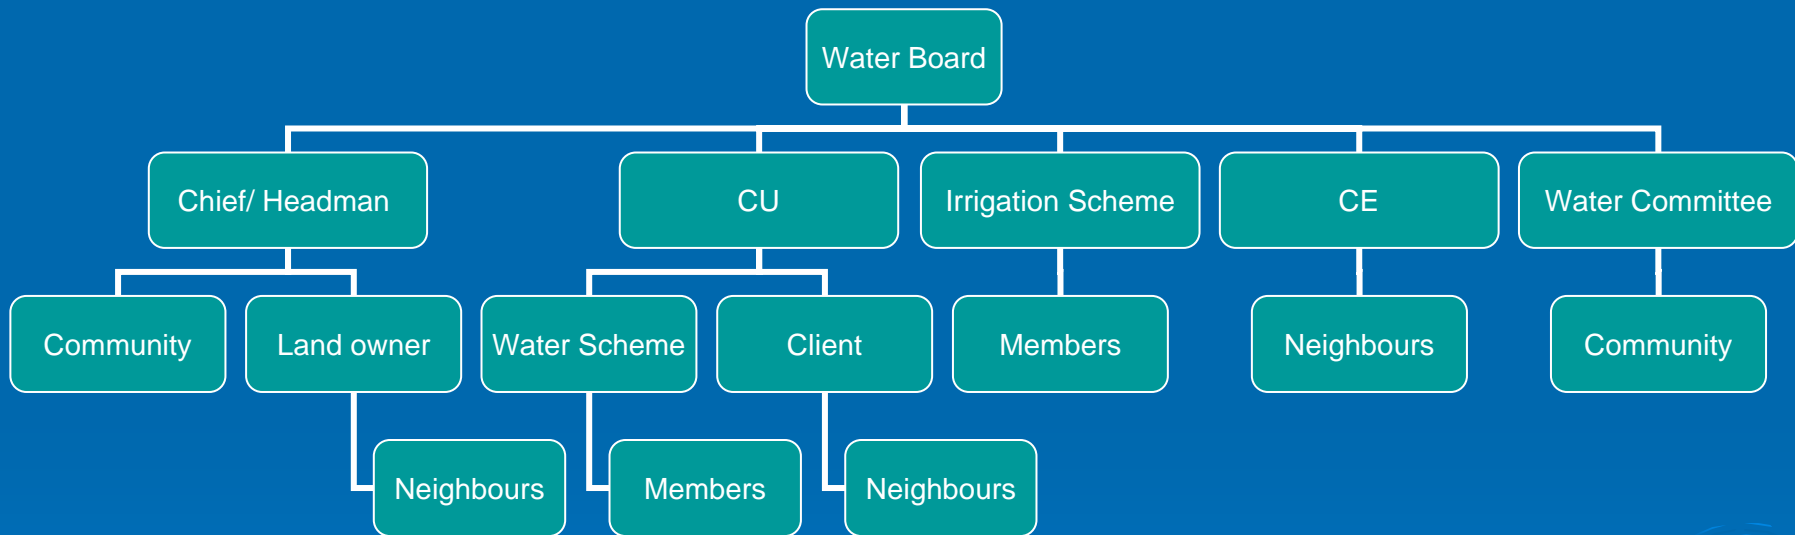 Water Board
Chief/ Headman
CU
Irrigation Scheme
CE
Water Committee
Community
Land owner
Water Scheme
Client
Members
Neighbours
Community
Neighbours
Members
Neighbours